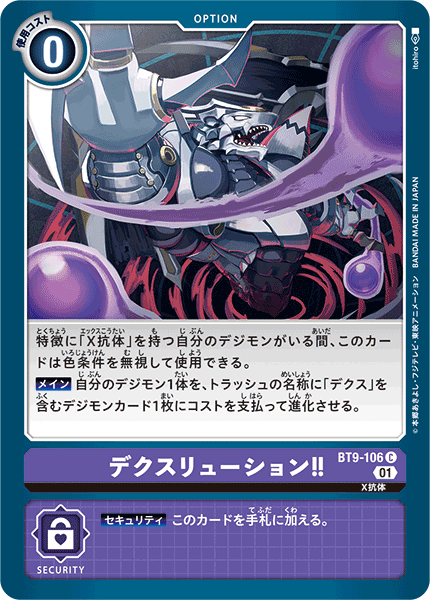 OPTION
使用コスト
0
itohiro
特徴に「X抗体」を持つ自分のデジモンがいる間、このカー
ドは色条件を無視して使用できる。
メイン 自分のデジモン1体を、トラッシュの名称に「デクス」を
含むデジモンカード1枚にコストを支払って進化させる。
©本郷あきよし・フジテレビ・東映アニメーション BANDAI MADE IN JAPAN
デクスリューション!!
BT9-106 C
01
X抗体
セキュリティ このカードを手札に加える。
SECURITY